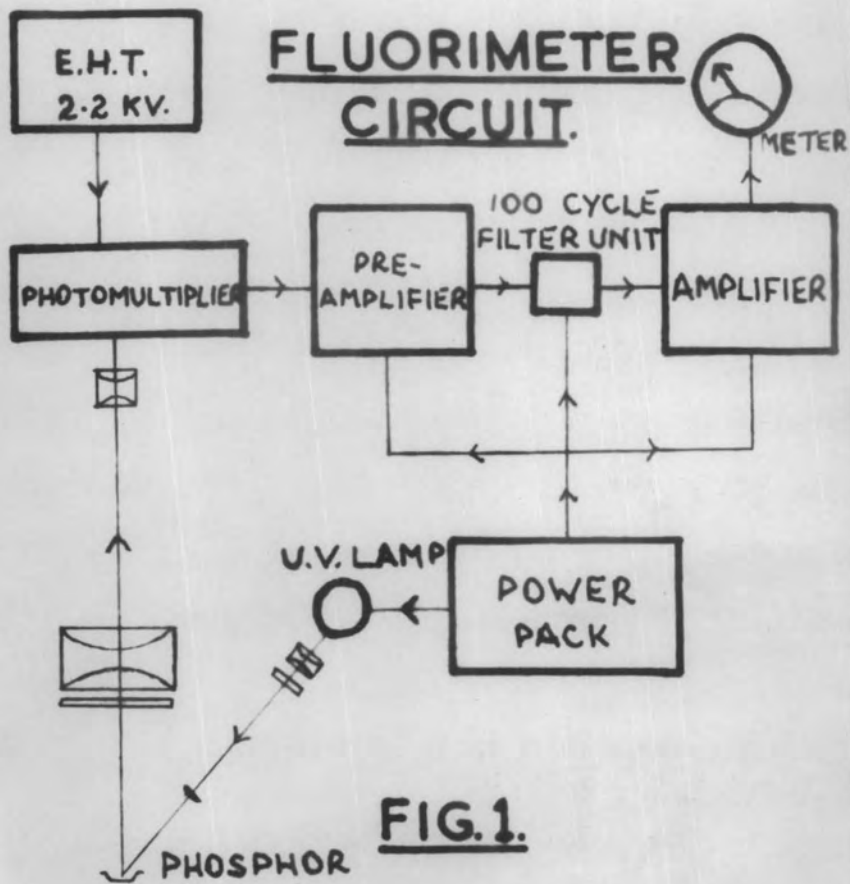 E.H.T.
2·2 KV.
FLUORIMETER
CIRCUIT.
METER
PHOTOMULTIPLIER
PRE-
AMPLIFIER
100 CYCLE
FILTER UNIT
AMPLIFIER
U.V. LAMP
POWER
PACK
PHOSPHOR
FIG. 1.